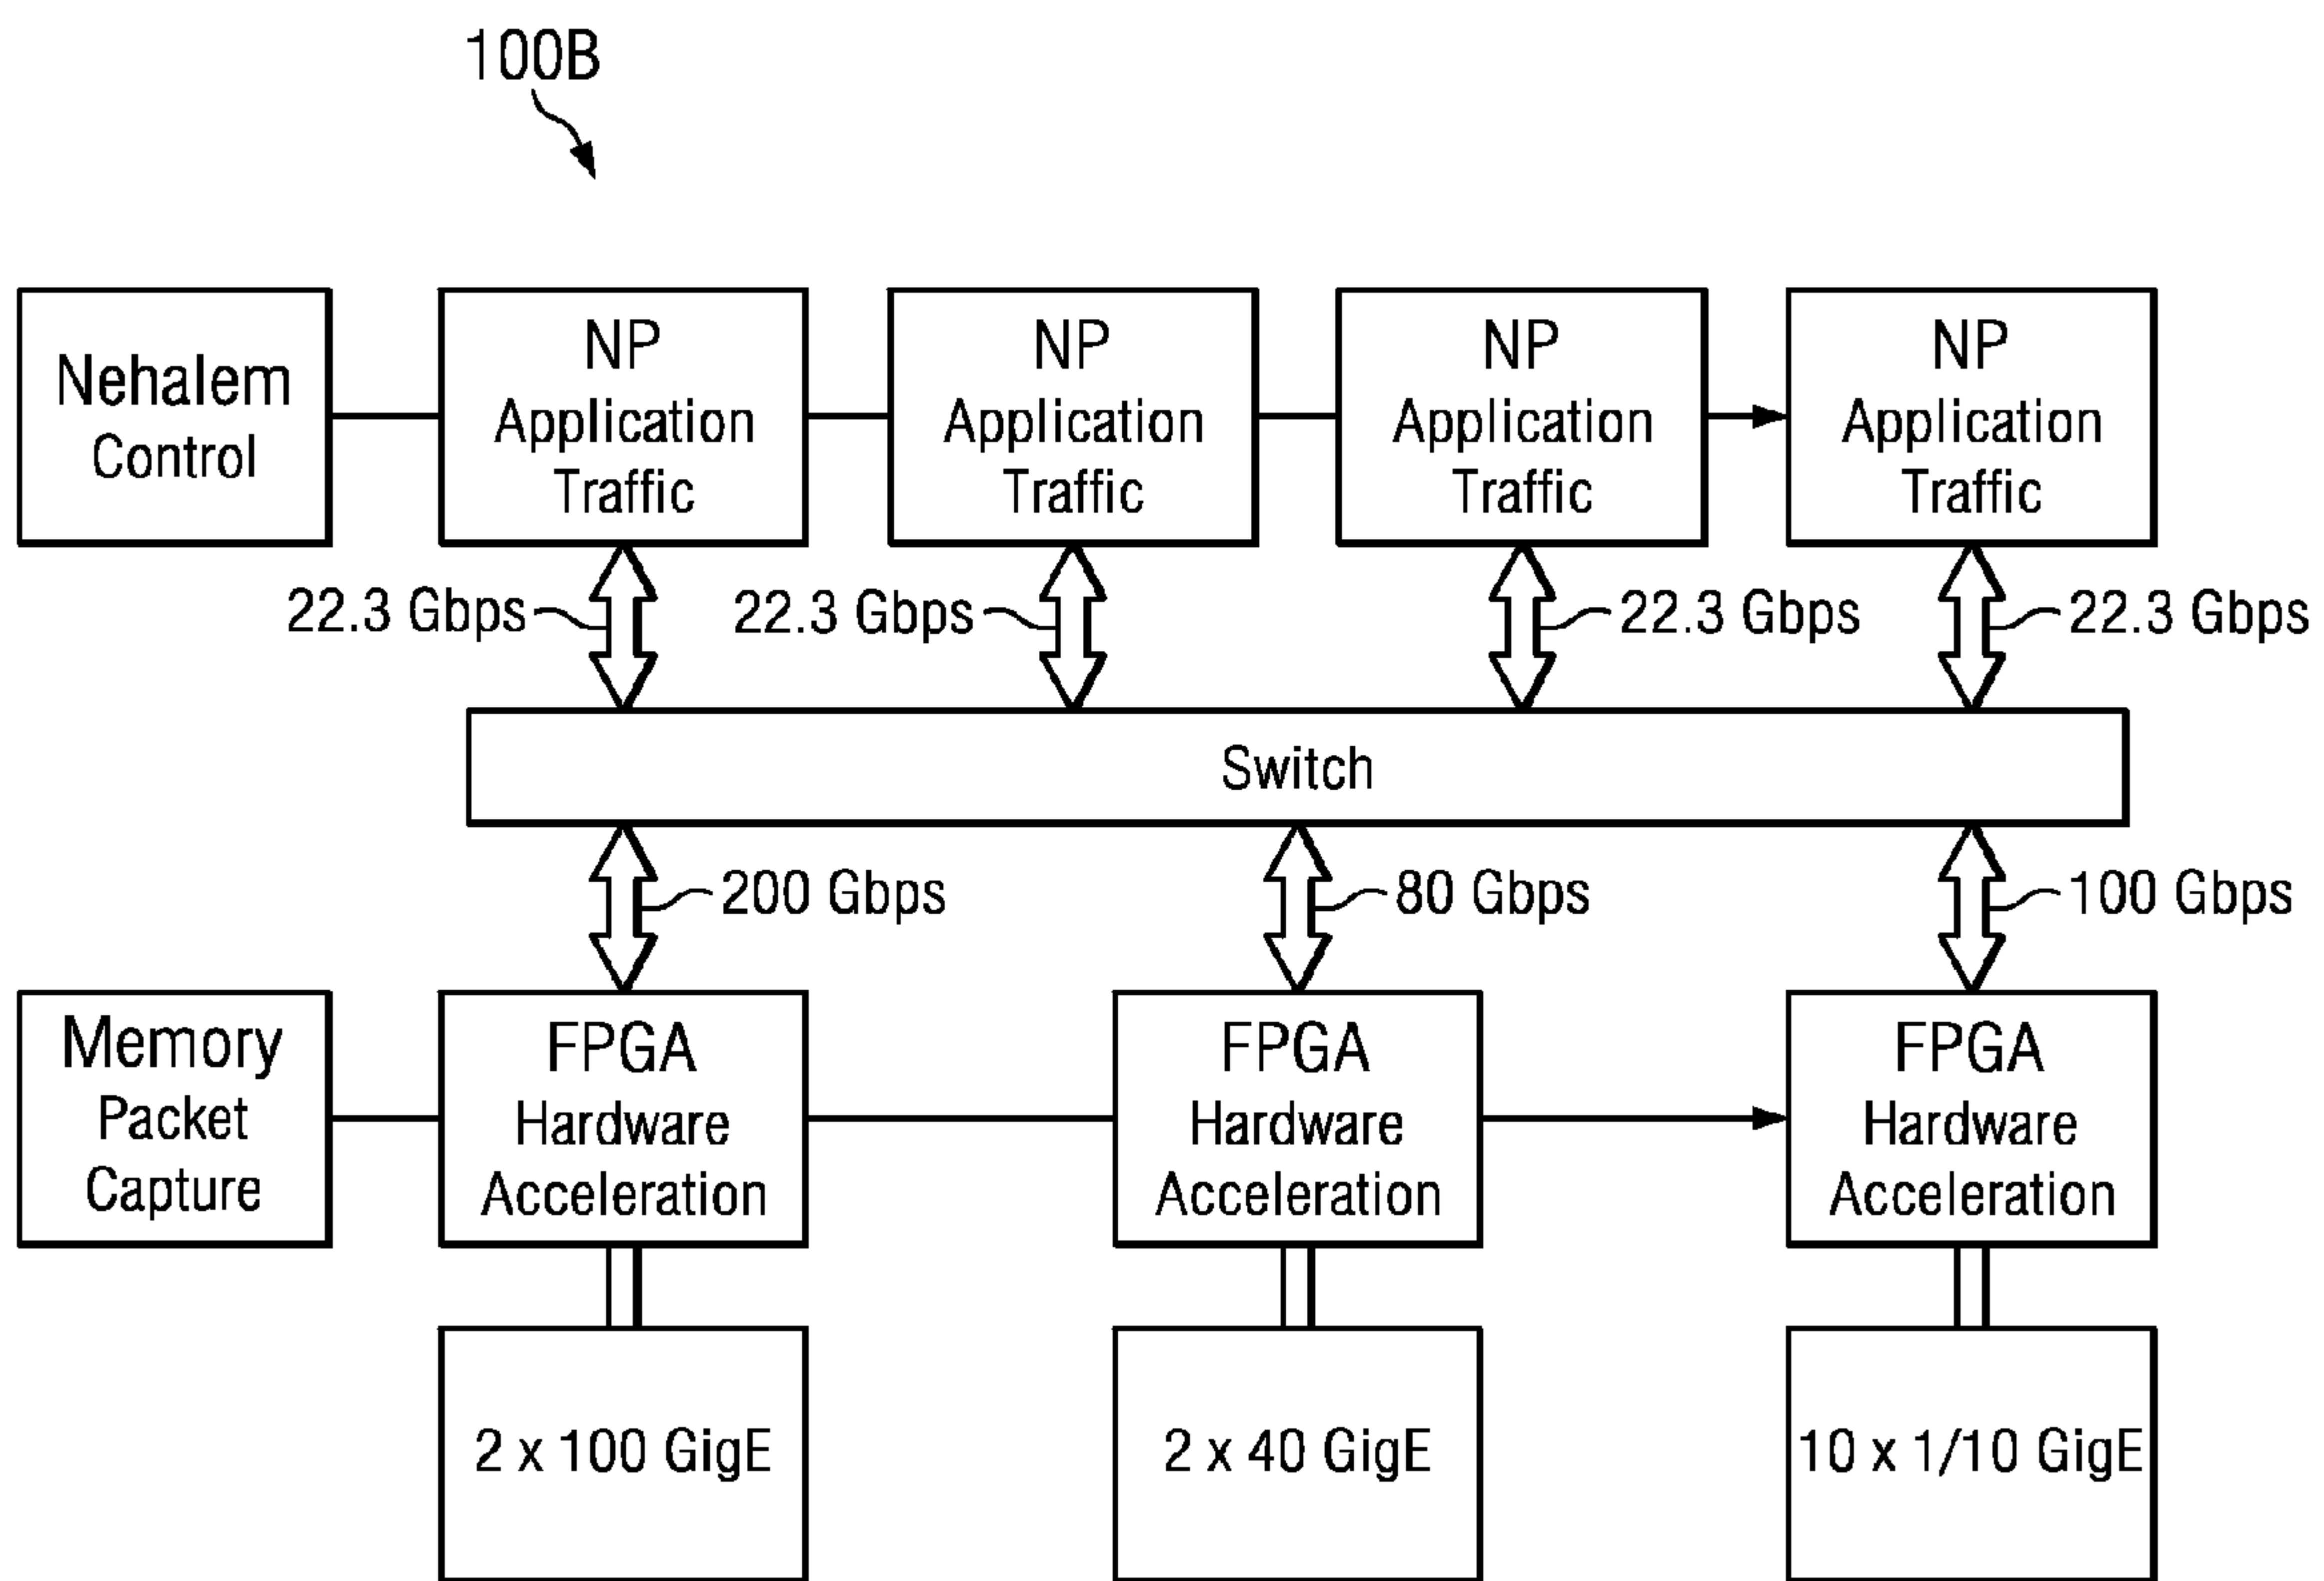 100B
Nehalem
Control
NP
Application
Traffic
NP
Application
Traffic
NP
Application
Traffic
NP
Application
Traffic
22.3 Gbps
22.3 Gbps
22.3 Gbps
22.3 Gbps
Switch
200 Gbps
80 Gbps
100 Gbps
Memory
Packet
Capture
FPGA
Hardware
Acceleration
FPGA
Hardware
Acceleration
FPGA
Hardware
Acceleration
2 x 100 GigE
2 x 40 GigE
10 x 1/10 GigE